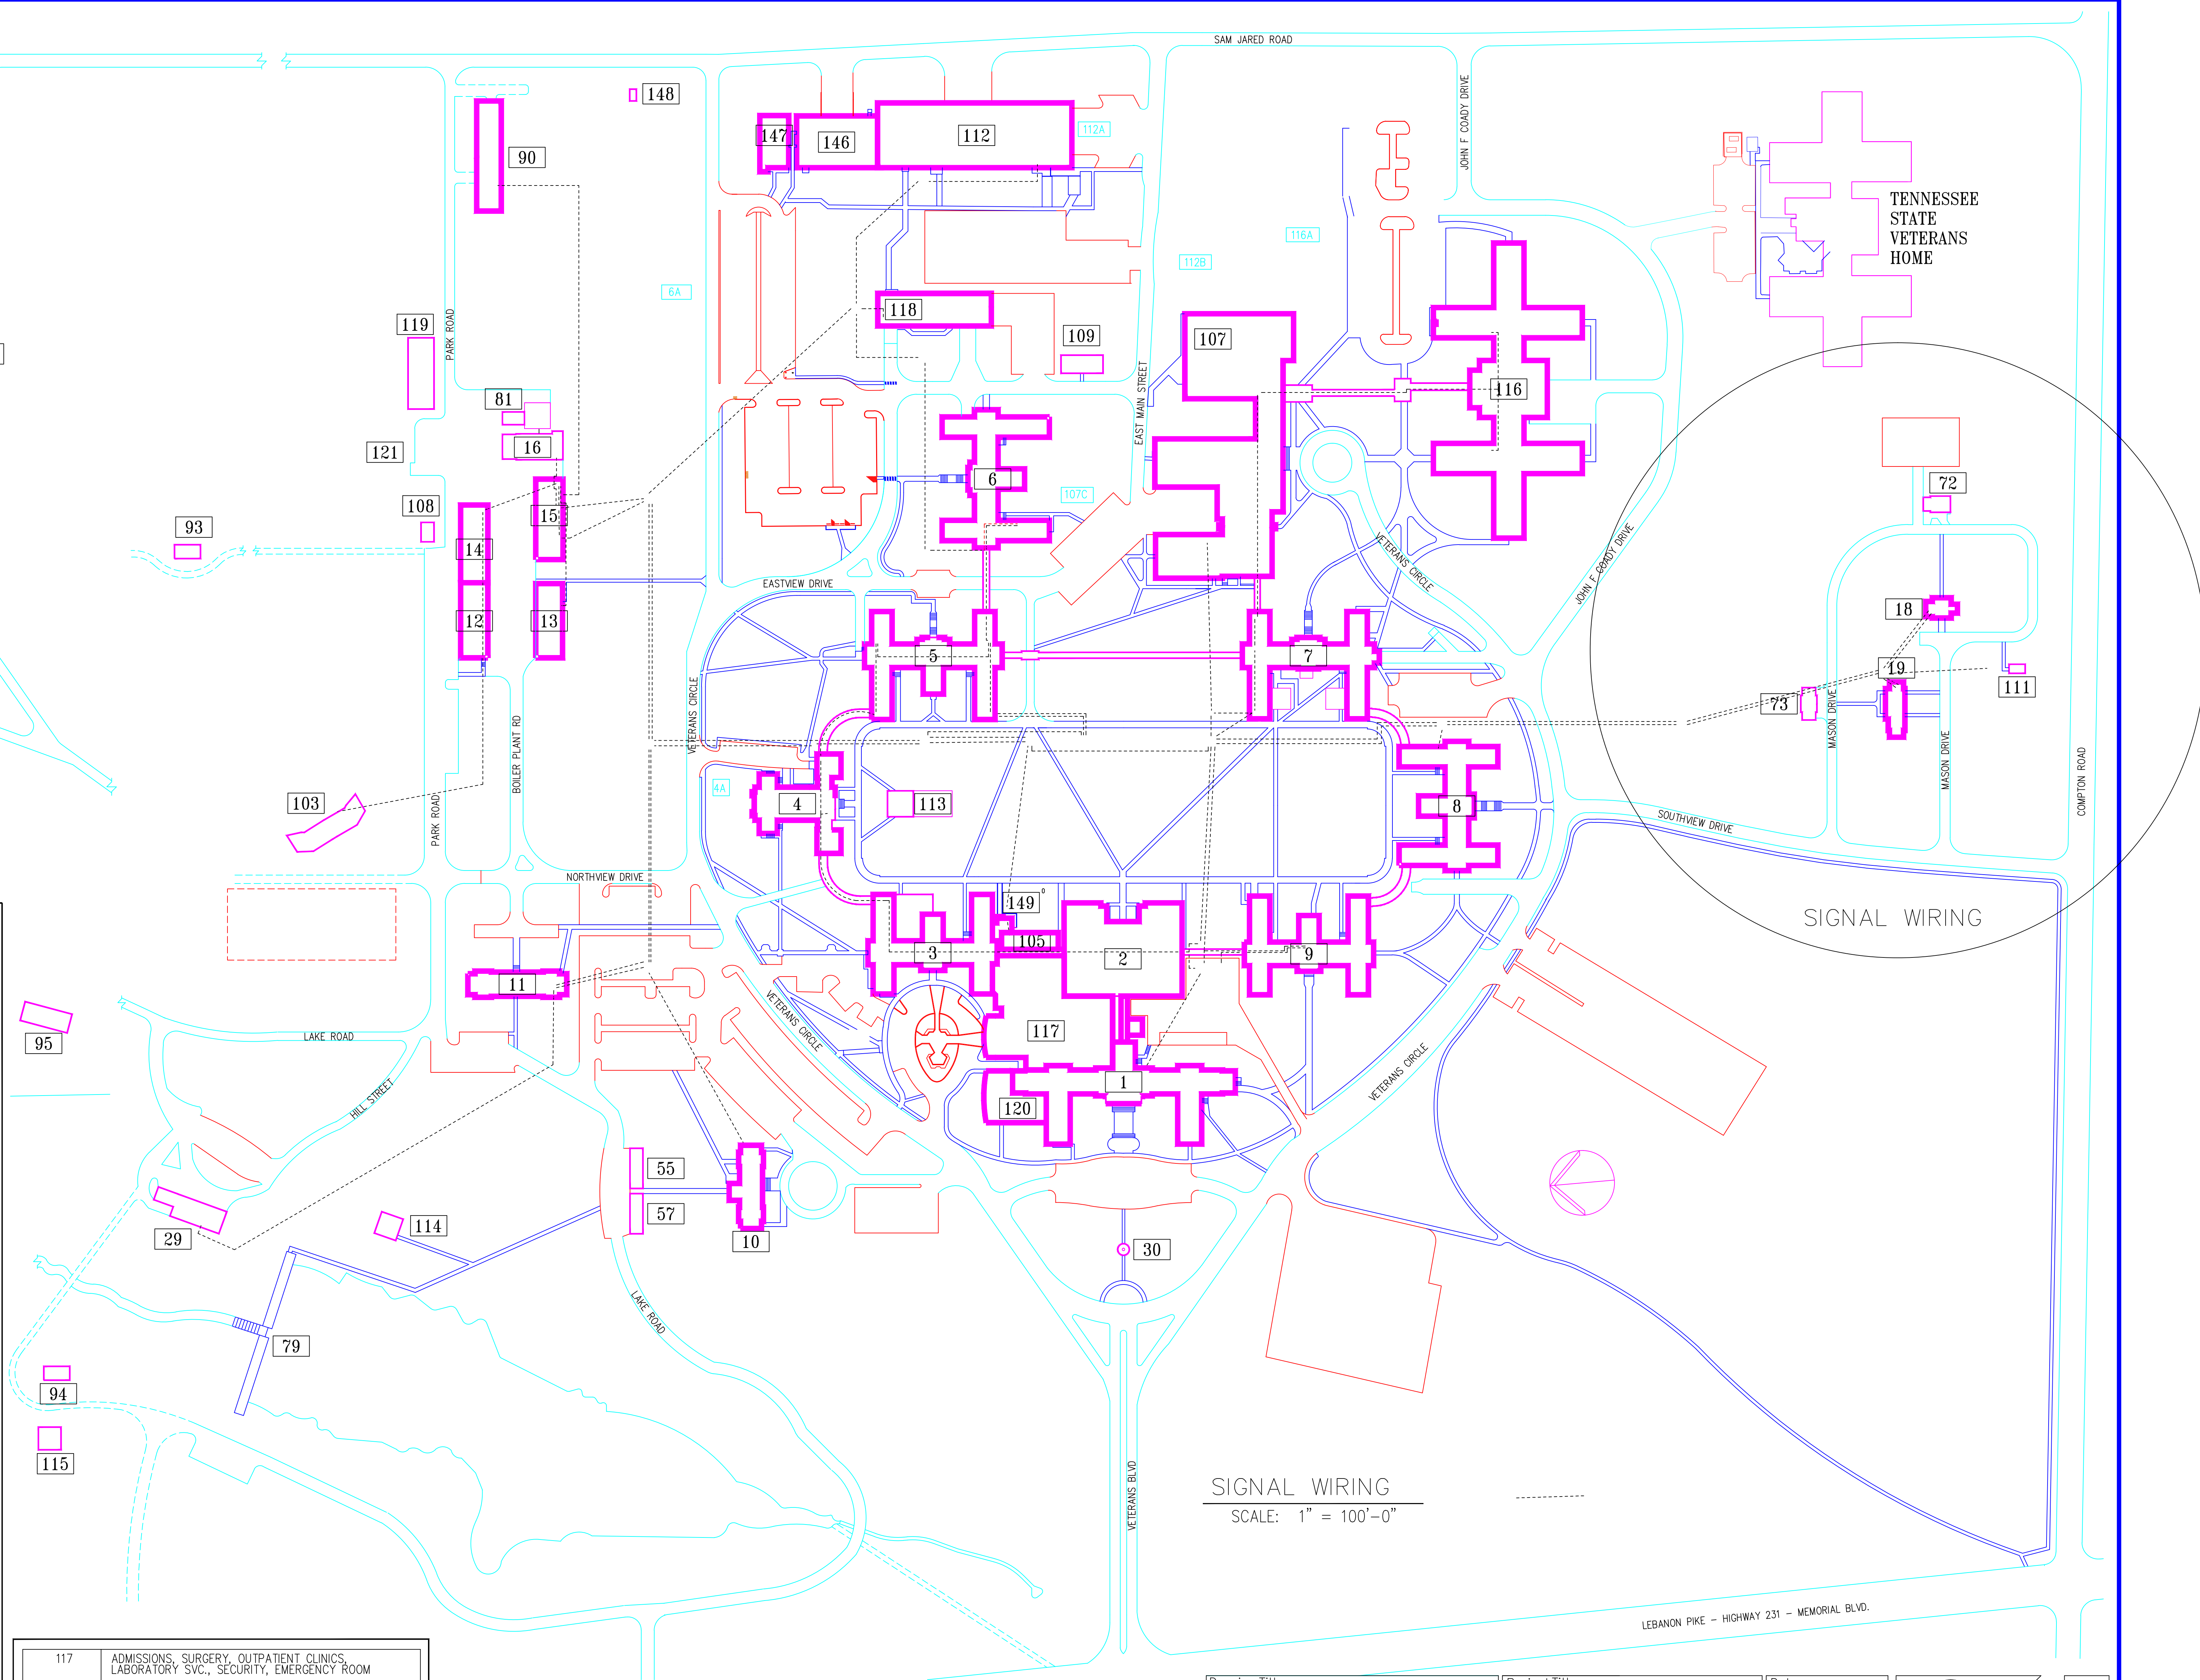 SAM JARED ROAD
148
147
146
112
112A
90
JOHN F COADY DRIVE
TENNESSEE
STATE
VETERANS
HOME
116A
112B
6A
119
PARK ROAD
118
109
107
EAST MAIN STREET
116
81
16
121
6
107C
72
108
15
93
14
VETERANS CIRCLE
JOHN F COADY DRIVE
EASTVIEW DRIVE
12
13
18
5
7
19
111
73
VETERANS CIRCLE
BOILER PLANT RD
MASON DRIVE
MASON DRIVE
COMPTON ROAD
4A
103
4
113
8
PARK ROAD
SOUTHVIEW DRIVE
NORTHVIEW DRIVE
149
0
SIGNAL WIRING
105
3
2
9
11
VETERANS CIRCLE
117
95
LAKE ROAD
1
VETERANS CIRCLE
HILL STREET
120
55
57
114
29
10
30
LAKE ROAD
79
94
115
VETERANS BLVD
SIGNAL WIRING
SCALE: 1" = 100'-0"
LEBANON PIKE - HIGHWAY 231 - MEMORIAL BLVD.
117 ADMISSIONS, SURGERY, OUTPATIENT CLINICS,
LABORATORY SVC., SECURITY, EMERGENCY ROOM